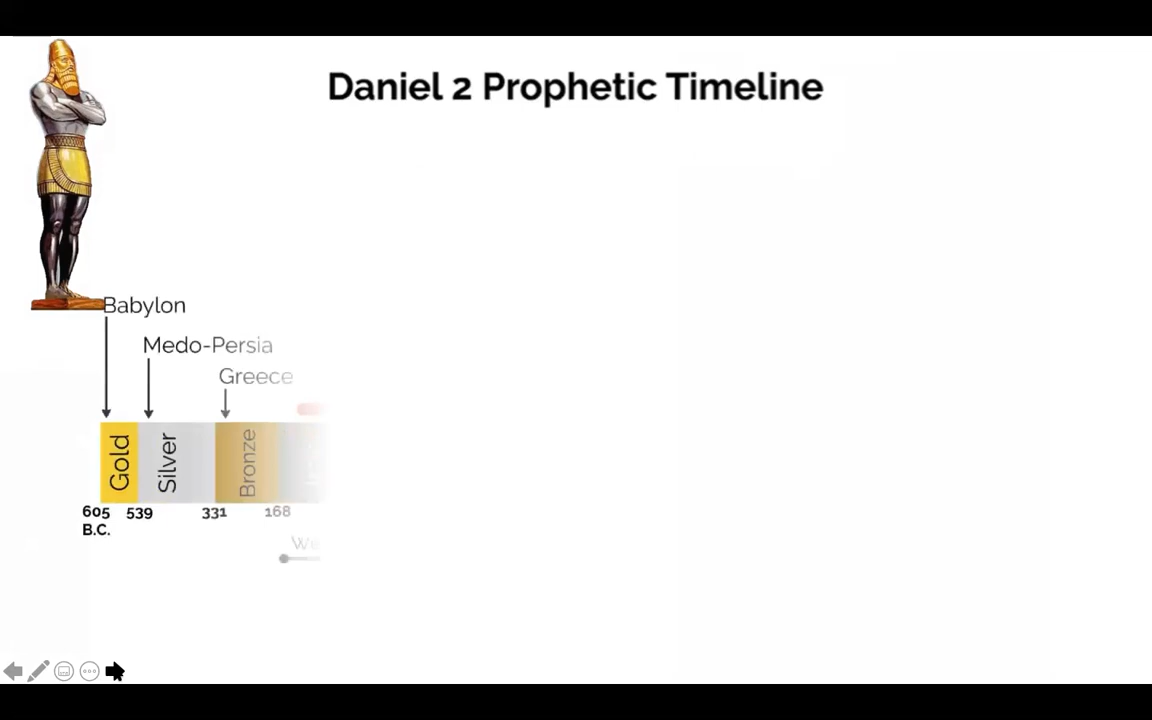 Daniel 2 Prophetic Timeline
Babylon
Medo-Persia
Greece
Gold
Silver
Bronze
605
B.C.
539
331
168